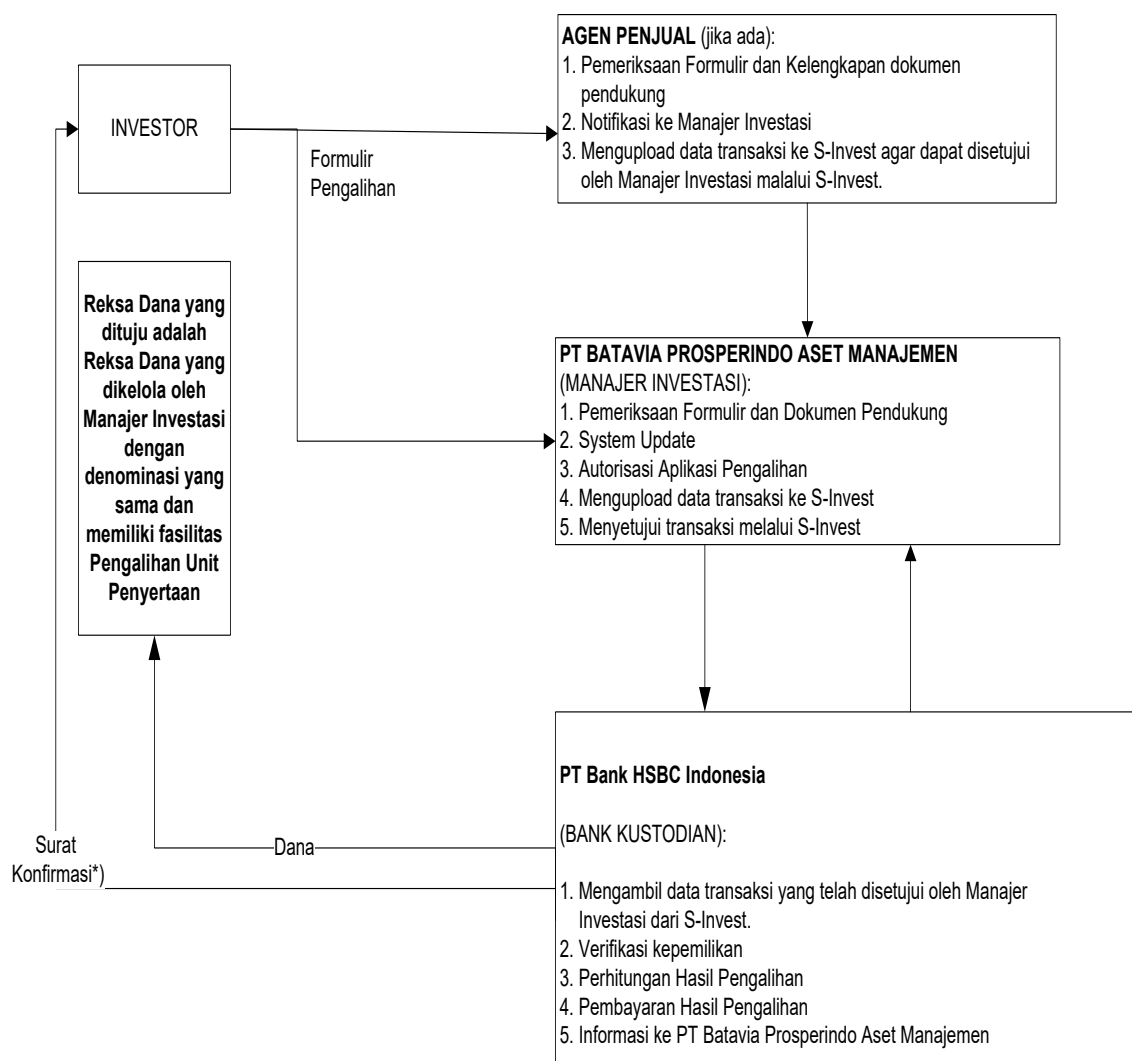 AGEN PENJUAL (jika ada):
1. Pemeriksaan Formulir dan Kelengkapan dokumen
pendukung
2. Notifikasi ke Manajer Investasi
3. Mengupload data transaksi ke S-Invest agar dapat disetujui
oleh Manajer Investasi malalui S-Invest.
INVESTOR
Formulir
Pengalihan
Reksa Dana yang
dituju adalah
Reksa Dana yang
dikelola oleh
Manajer Investasi
dengan
denominasi yang
sama dan
memiliki fasilitas
Pengalihan Unit
Penyertaan
PT BATAVIA PROSPERINDO ASET MANAJEMEN
(MANAJER INVESTASI):
1. Pemeriksaan Formulir dan Dokumen Pendukung
2. System Update
3. Autorisasi Aplikasi Pengalihan
4. Mengupload data transaksi ke S-Invest
5. Menyetujui transaksi melalui S-Invest
PT Bank HSBC Indonesia
(BANK KUSTODIAN):
1. Mengambil data transaksi yang telah disetujui oleh Manajer
Investasi dari S-Invest.
2. Verifikasi kepemilikan
3. Perhitungan Hasil Pengalihan
4. Pembayaran Hasil Pengalihan
5. Informasi ke PT Batavia Prosperindo Aset Manajemen
Dana
Surat
Konfirmasi*)